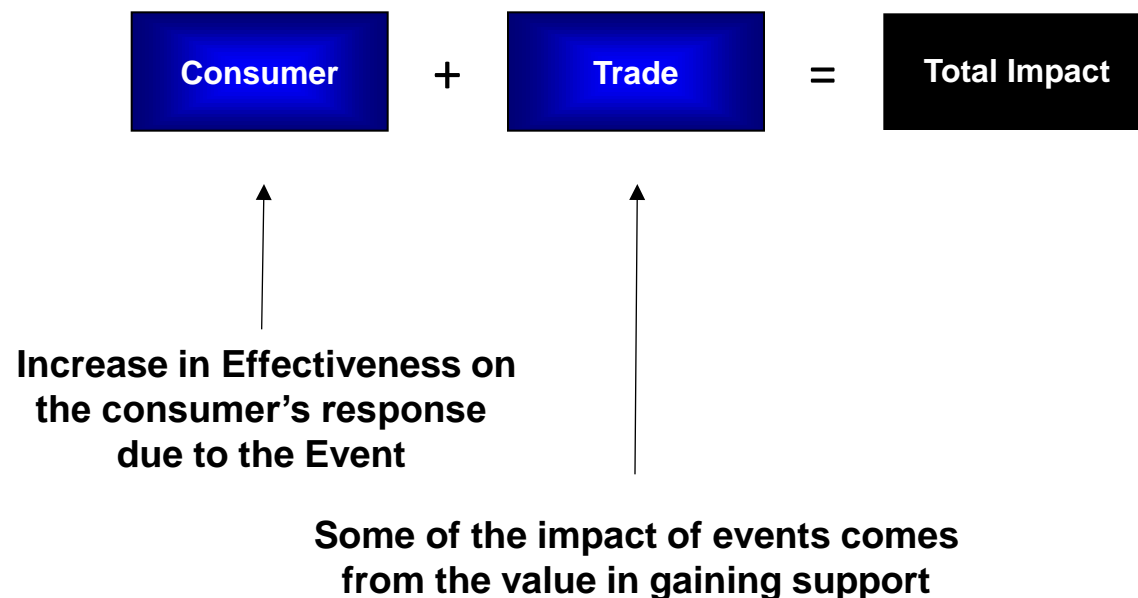 Consumer + Trade = Total Impact
Increase in Effectiveness on
the consumer’s response
due to the Event
Some of the impact of events comes
from the value in gaining support